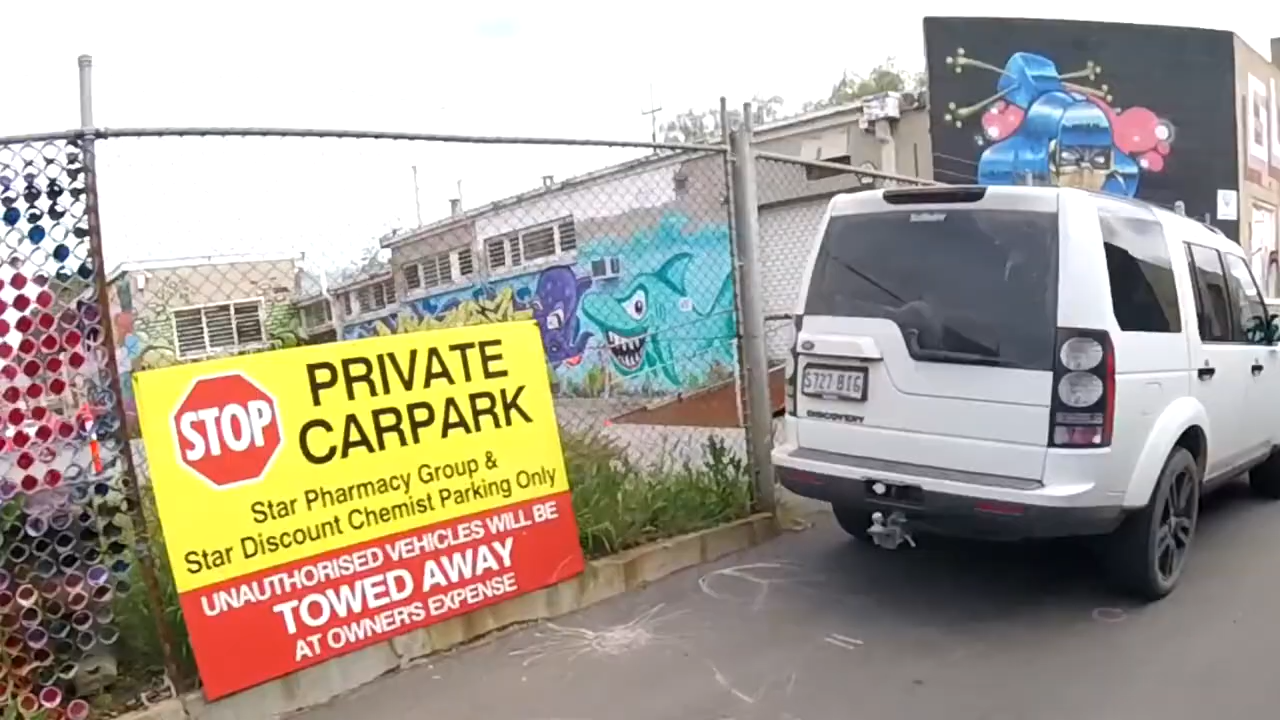 STOP
PRIVATE
CARPARK
Star Pharmacy Group &
Star Discount Chemist Parking Only
UNAUTHORISED VEHICLES WILL BE
TOWED AWAY
AT OWNER'S EXPENSE
S727·BIG
DISCOVERY